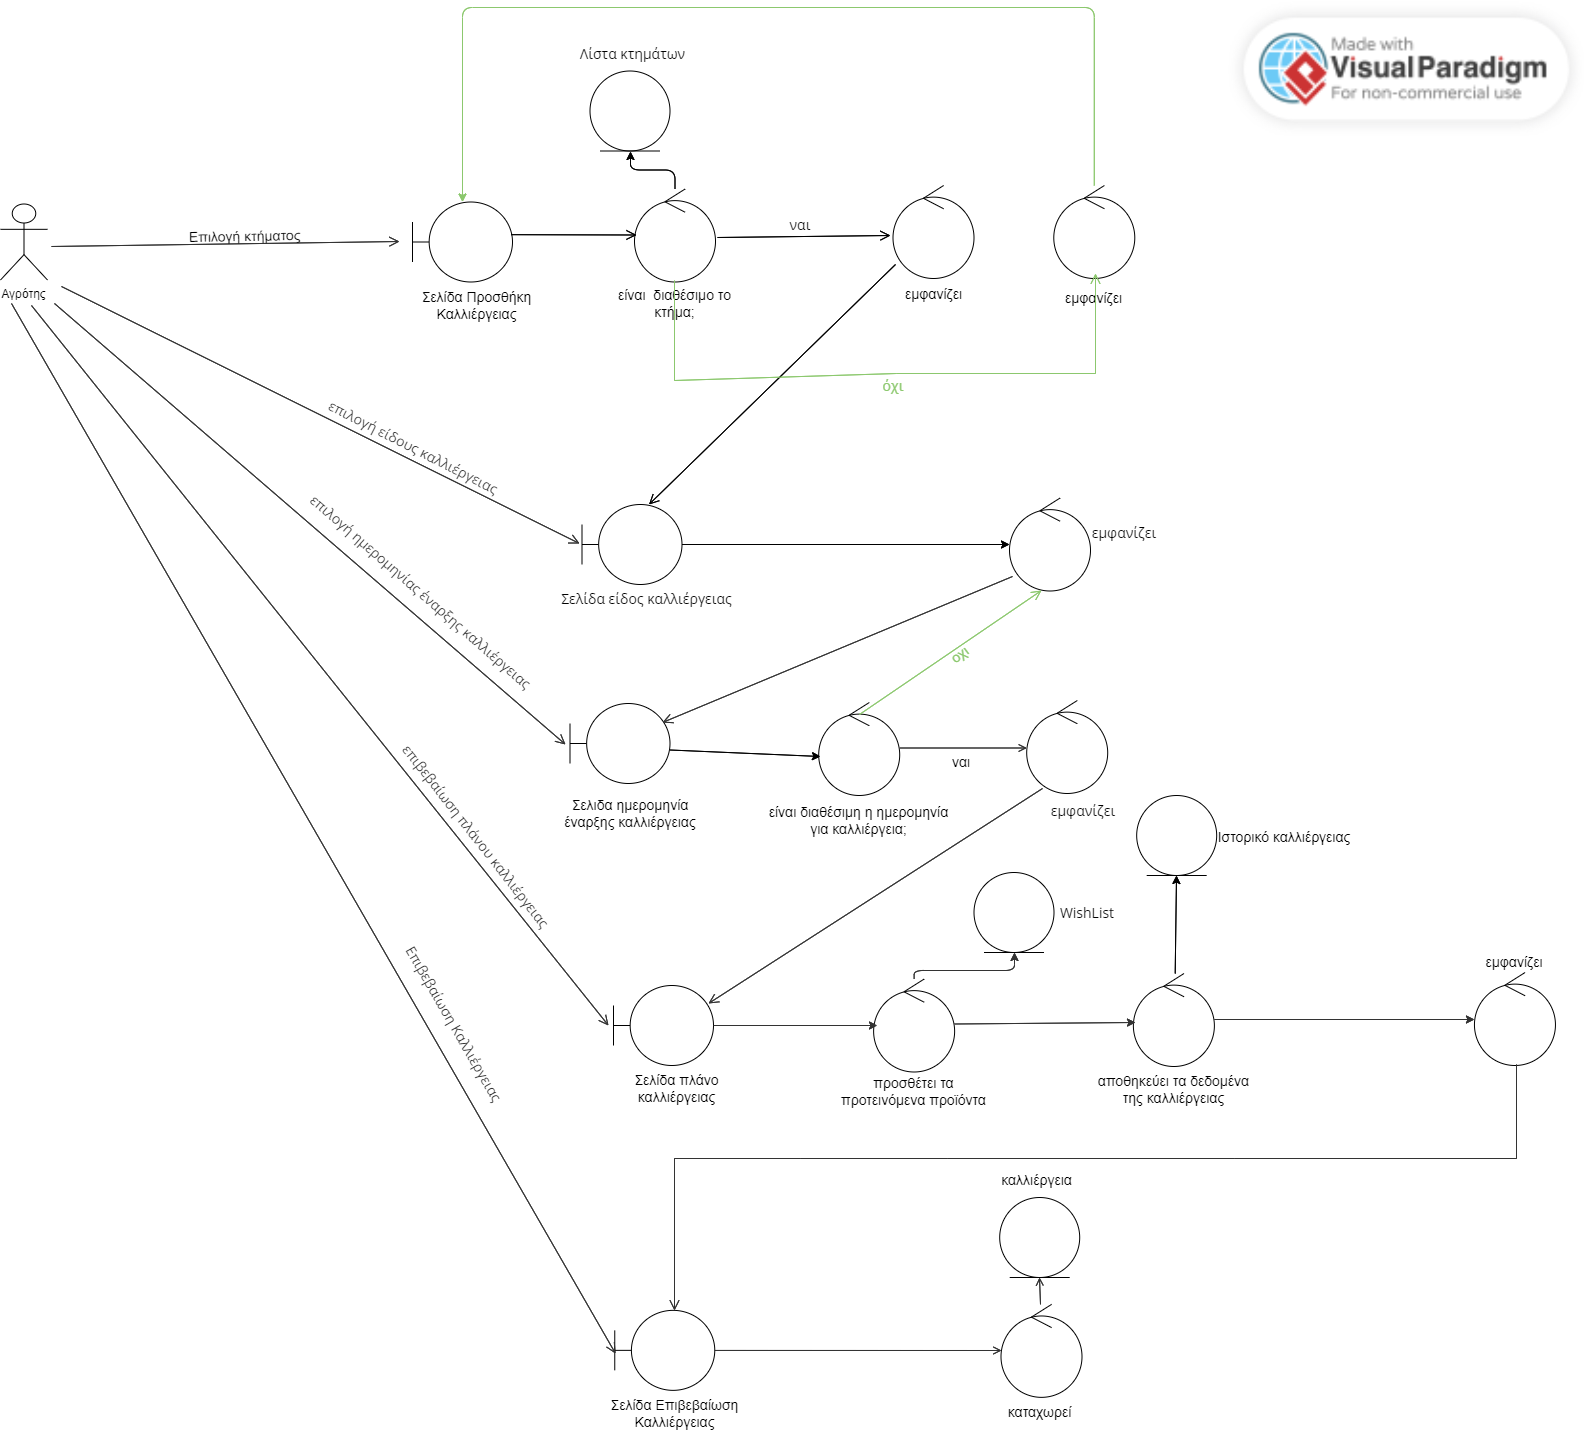 Made with
Visual Paradigm
For non-commercial use
Λίστα κτημάτων
Αγρότης
Επιλογή κτήματος
Σελίδα Προσθήκη
Καλλιέργειας
είναι διαθέσιμο το
κτήμα;
ναι
εμφανίζει
εμφανίζει
όχι
επιλογή είδους καλλιέργειας
Σελίδα είδος καλλιέργειας
εμφανίζει
επιλογή ημερομηνίας έναρξης καλλιέργειας
όχι
Σελιδα ημερομηνία
έναρξης καλλιέργειας
είναι διαθέσιμη η ημερομηνία
για καλλιέργεια;
ναι
εμφανίζει
επιβεβαίωση πλάνου καλλιέργειας
Ιστορικό καλλιέργειας
WishList
Επιβεβαίωση Καλλιέργειας
Σελίδα πλάνο
καλλιέργειας
προσθέτει τα
προτεινόμενα προϊόντα
αποθηκεύει τα δεδομένα
της καλλιέργειας
εμφανίζει
καλλιέργεια
Σελίδα Επιβεβαίωση
Καλλιέργειας
καταχωρεί